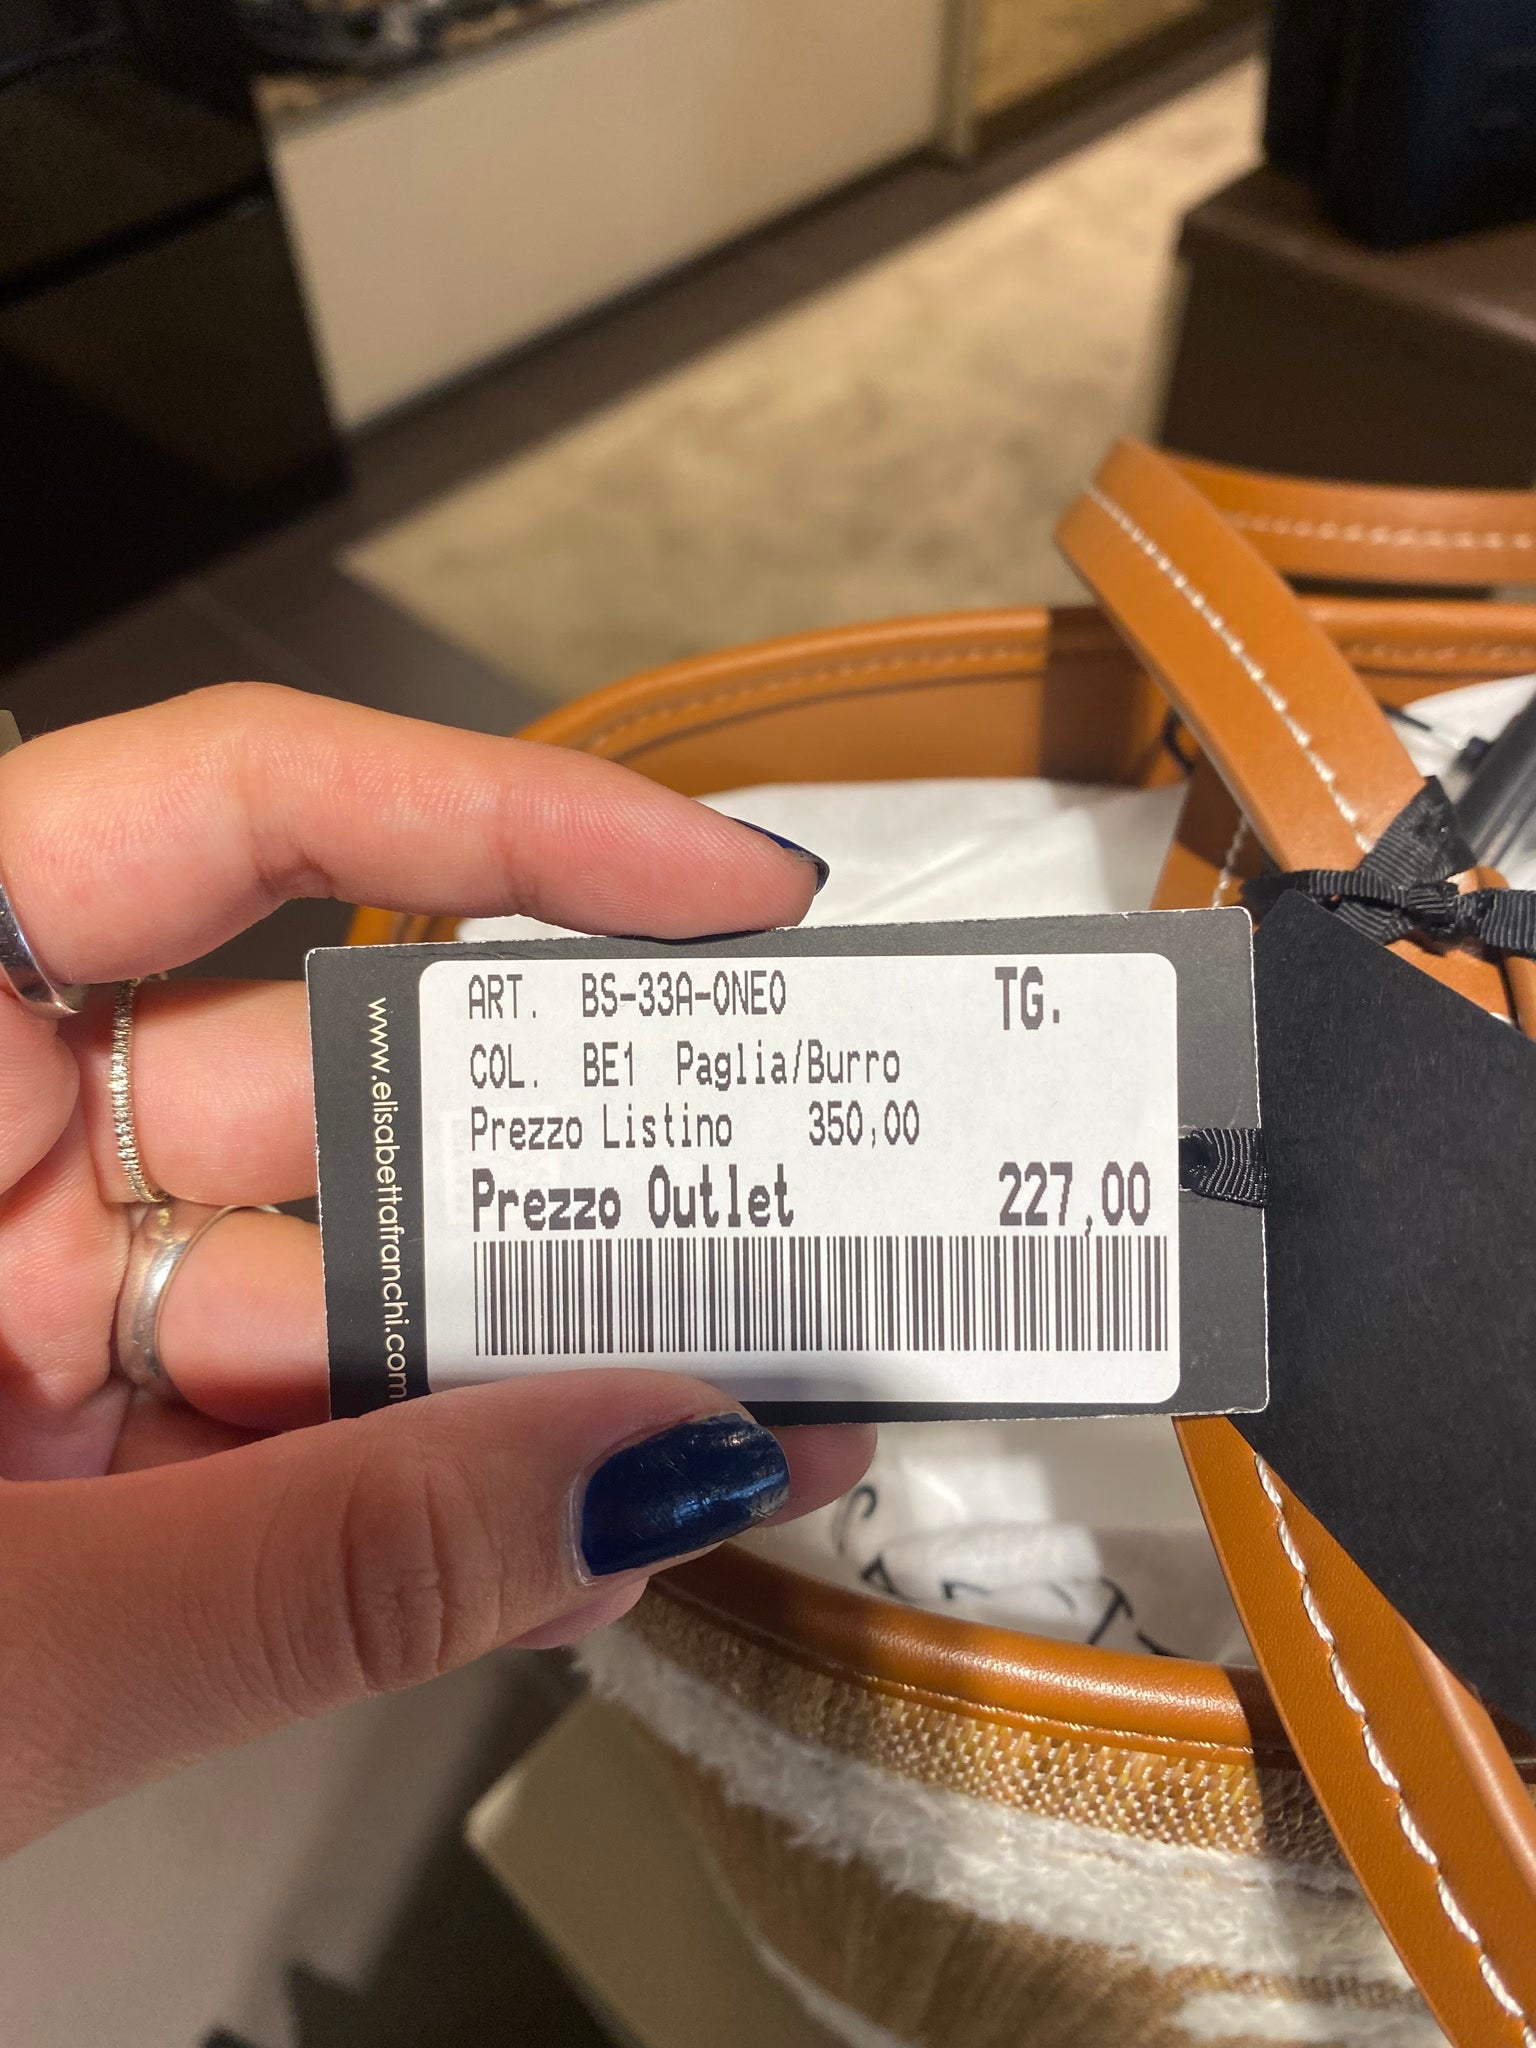 www.elisabettafranchi.com
ART. BS-33A-0NE0 TG.
COL. BE1 Paglia/Burro
Prezzo Listino 350,00
Prezzo Outlet 227,00